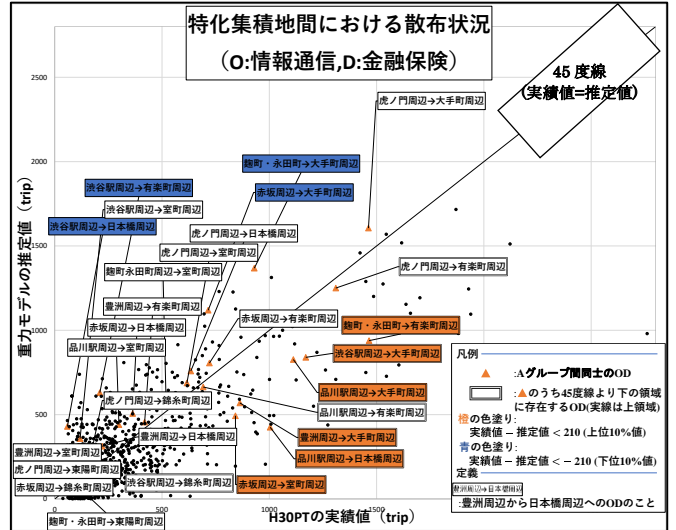 特化集積地間における散布状況
（O:情報通信,D:金融保険）
45 度線
(実績値=推定値)
虎ノ門周辺→大手町周辺
麹町・永田町→大手町周辺
渋谷駅周辺→有楽町周辺
赤坂周辺→大手町周辺
渋谷駅周辺→室町周辺
渋谷駅周辺→日本橋周辺
虎ノ門周辺→日本橋周辺
虎ノ門周辺→室町周辺
麹町永田町周辺→室町周辺
虎ノ門周辺→有楽町周辺
豊洲周辺→有楽町周辺
赤坂周辺→有楽町周辺
赤坂周辺→日本橋周辺
麹町・永田町→有楽町周辺
品川駅周辺→室町周辺
渋谷駅周辺→大手町周辺
品川駅周辺→大手町周辺
虎ノ門周辺→錦糸町周辺
品川駅周辺→有楽町周辺
豊洲周辺→日本橋周辺
豊洲周辺→大手町周辺
豊洲周辺→室町周辺
品川駅周辺→日本橋周辺
虎ノ門周辺→東陽町周辺
赤坂周辺→錦糸町周辺
渋谷駅周辺→錦糸町周辺
赤坂周辺→室町周辺
麹町・永田町→東陽町周辺
重力モデルの推定値（trip）
2500
2000
1500
1000
500
0
0
500
1000
1500
H30PTの実績値（trip）
凡例
:Aグループ間同士のOD
:▲のうち45度線より下の領域
に存在するOD(実線は上領域)
橙の色塗り:
実績値－推定値＜210 (上位10%値)
青の色塗り:
実績値－推定値＜－210 (下位10%値)
定義
豊洲周辺→日本橋周辺
:豊洲周辺から日本橋周辺へのODのこと